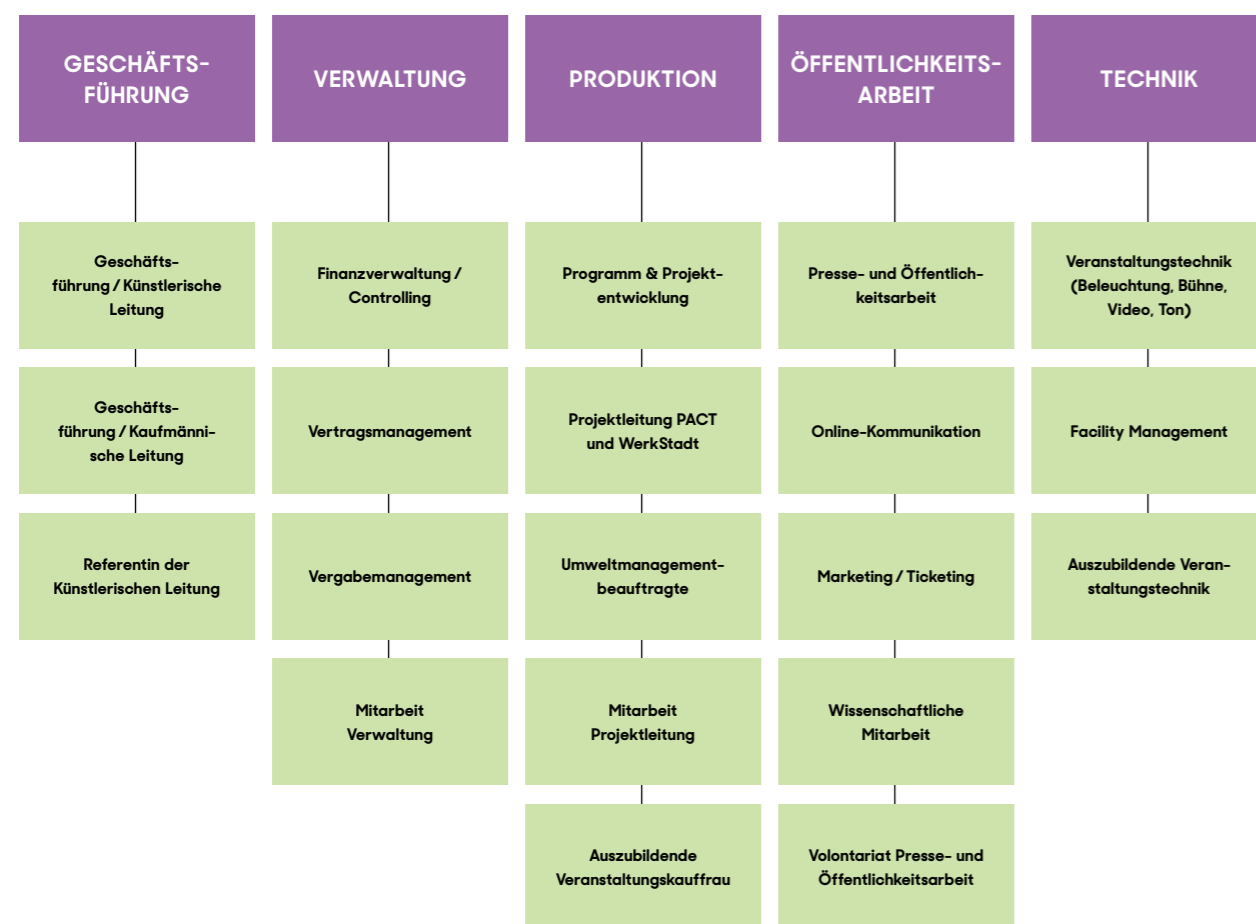 GESCHÄFTS-
FÜHRUNG
VERWALTUNG
PRODUKTION
ÖFFENTLICHKEITS-
ARBEIT
TECHNIK
Geschäfts-
führung / Künstlerische
Leitung
Finanzverwaltung /
Controlling
Programm & Projekt-
entwicklung
Presse- und Öffentlich-
keitsarbeit
Veranstaltungstechnik
(Beleuchtung, Bühne,
Video, Ton)
Geschäfts-
führung / Kaufmänni-
sche Leitung
Vertragsmanagement
Projektleitung PACT
und WerkStadt
Online-Kommunikation
Facility Management
Referentin der
Künstlerischen Leitung
Vergabemanagement
Umweltmanagement-
beauftragte
Marketing / Ticketing
Auszubildende Veran-
staltungstechnik
Mitarbeit
Verwaltung
Mitarbeit
Projektleitung
Wissenschaftliche
Mitarbeit
Auszubildende
Veranstaltungskauffrau
Volontariat Presse- und
Öffentlichkeitsarbeit